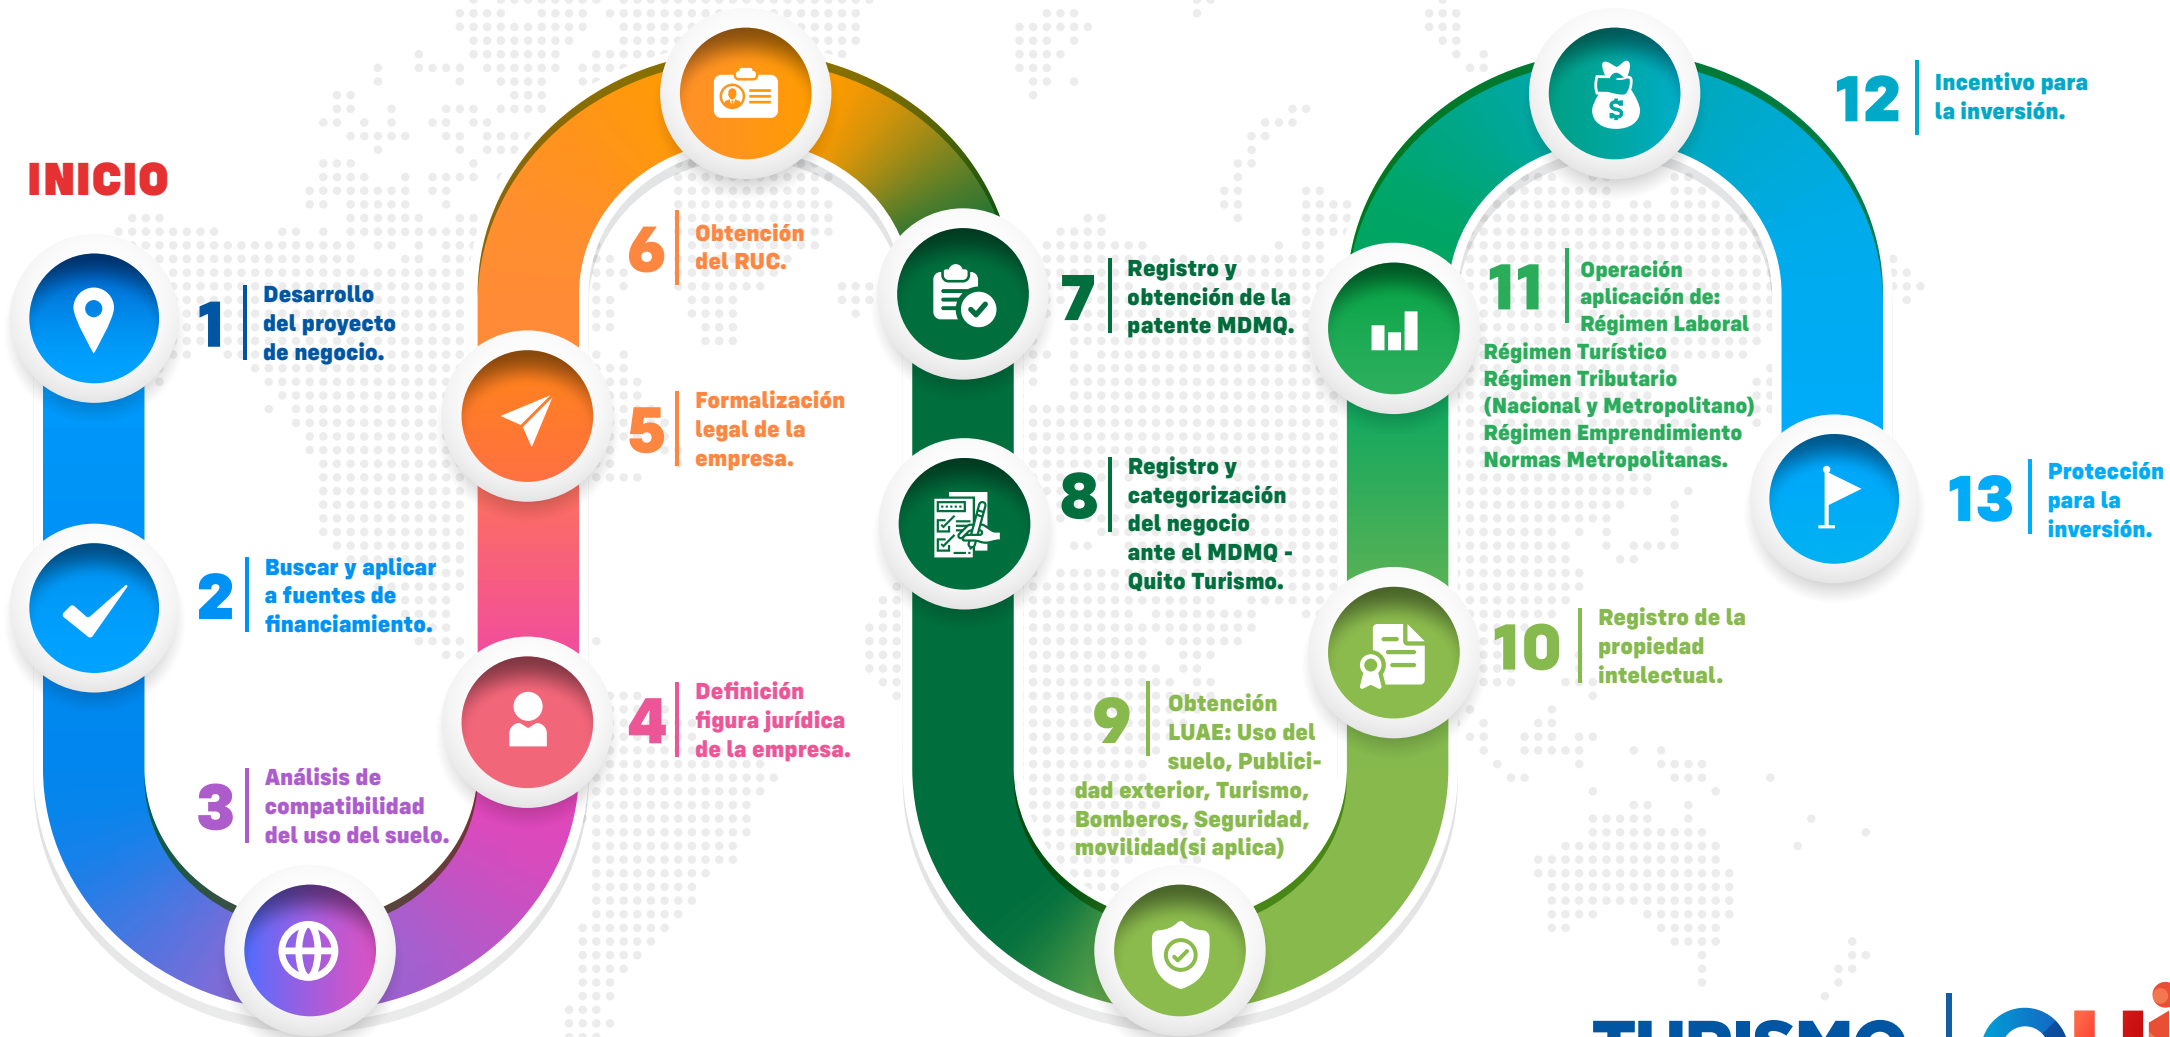 INICIO
1
Desarrollo
del proyecto
de negocio.
2
Buscar y aplicar
a fuentes de
financiamiento.
3
Análisis de
compatibilidad
del uso del suelo.
4
Definición
figura jurídica
de la empresa.
5
Formalización
legal de la
empresa.
6
Obtención
del RUC.
7
Registro y
obtención de la
patente MDMQ.
8
Registro y
categorización
del negocio
ante el MDMQ -
Quito Turismo.
9
Obtención
LUAE: Uso del
suelo, Publici-
dad exterior, Turismo,
Bomberos, Seguridad,
movilidad(si aplica)
10
Registro de la
propiedad
intelectual.
11
Operación
aplicación de:
Régimen Laboral
Régimen Turístico
Régimen Tributario
(Nacional y Metropolitano)
Régimen Emprendimiento
Normas Metropolitanas.
12
Incentivo para
la inversión.
$
13
Protección
para la
inversión.
TURISMO